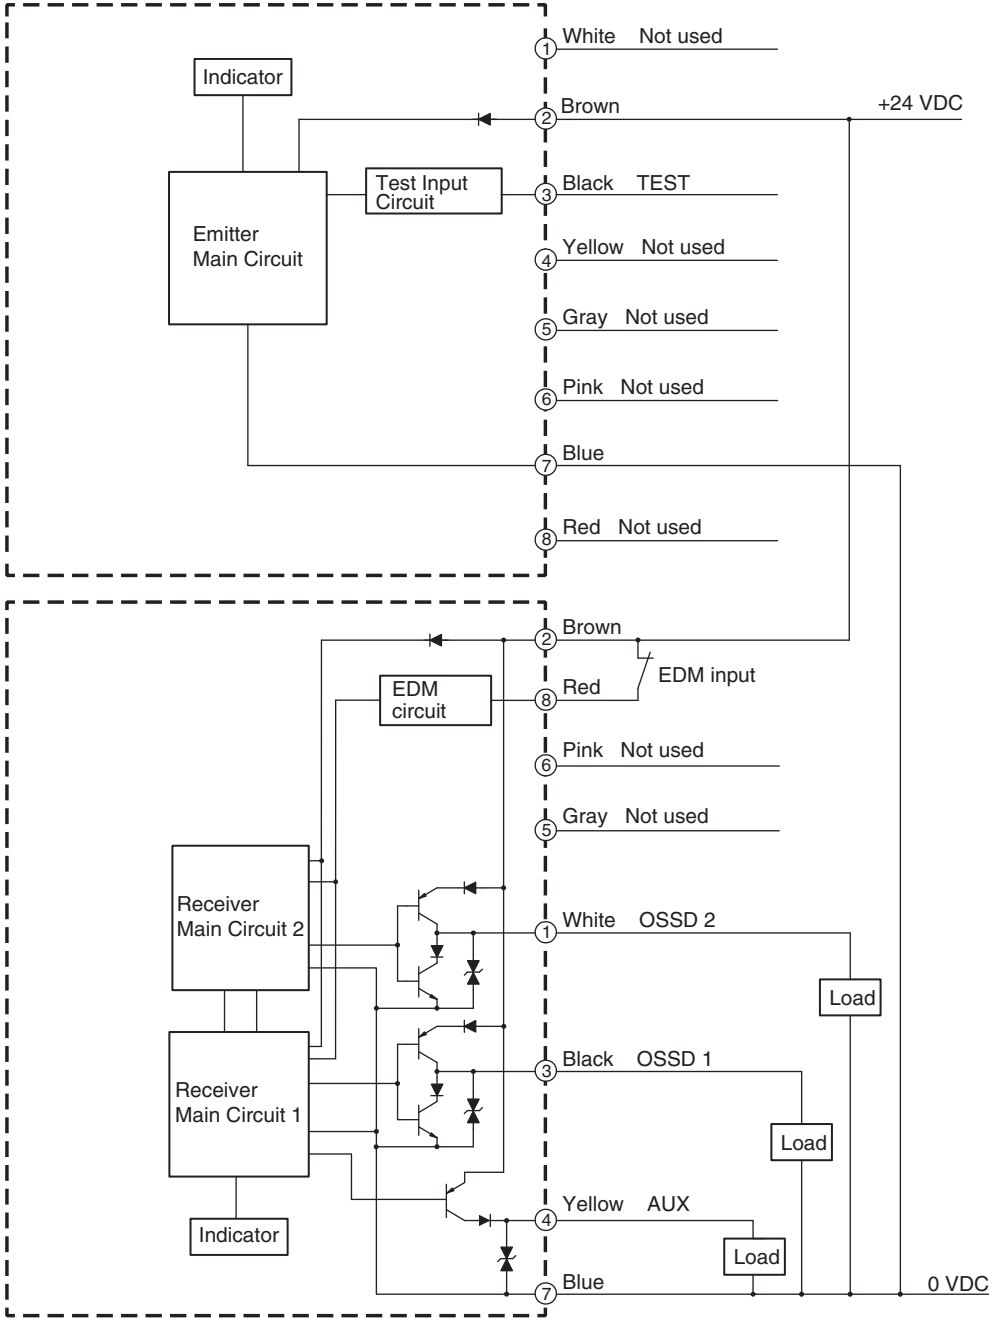 1 White Not used
Indicator
2 Brown
+24 VDC
Test Input
Circuit
3 Black TEST
Emitter
Main Circuit
4 Yellow Not used
5 Gray Not used
6 Pink Not used
7 Blue
8 Red Not used
2 Brown
EDM input
EDM
circuit
8 Red
6 Pink Not used
5 Gray Not used
Receiver
Main Circuit 2
1 White OSSD 2
Load
3 Black OSSD 1
Receiver
Main Circuit 1
Load
4 Yellow AUX
Indicator
Load
7 Blue
0 VDC